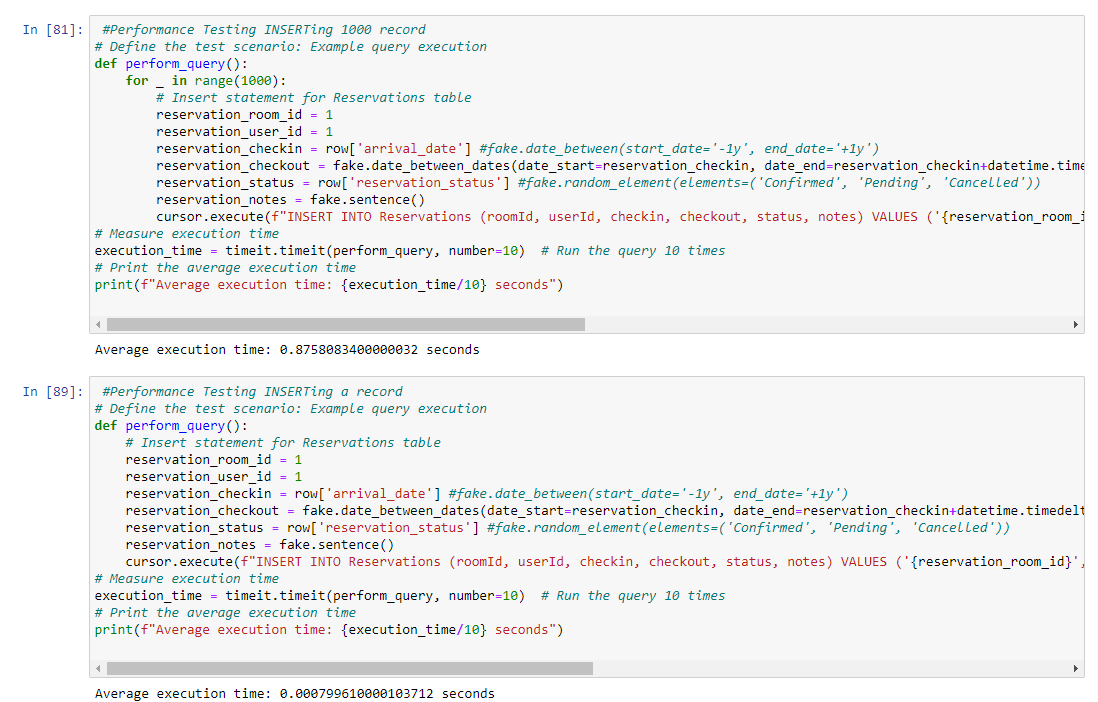 In [81]:
#Performance Testing INSERTing 1000 record
# Define the test scenario: Example query execution
def perform_query():
    for _ in range(1000):
        # Insert statement for Reservations table
        reservation_room_id = 1
        reservation_user_id = 1
        reservation_checkin = row['arrival_date'] #fake.date_between(start_date='-1y', end_date='+1y')
        reservation_checkout = fake.date_between_dates(date_start=reservation_checkin, date_end=reservation_checkin+datetime.time
        reservation_status = row['reservation_status'] #fake.random_element(elements=('Confirmed', 'Pending', 'Cancelled'))
        reservation_notes = fake.sentence()
        cursor.execute(f"INSERT INTO Reservations (roomId, userId, checkin, checkout, status, notes) VALUES ('{reservation_room_i
# Measure execution time
execution_time = timeit.timeit(perform_query, number=10)  # Run the query 10 times
# Print the average execution time
print(f"Average execution time: {execution_time/10} seconds")
Average execution time: 0.8758083400000032 seconds
In [89]:
#Performance Testing INSERTing a record
# Define the test scenario: Example query execution
def perform_query():
    # Insert statement for Reservations table
    reservation_room_id = 1
    reservation_user_id = 1
    reservation_checkin = row['arrival_date'] #fake.date_between(start_date='-1y', end_date='+1y')
    reservation_checkout = fake.date_between_dates(date_start=reservation_checkin, date_end=reservation_checkin+datetime.timedelt
    reservation_status = row['reservation_status'] #fake.random_element(elements=('Confirmed', 'Pending', 'Cancelled'))
    reservation_notes = fake.sentence()
    cursor.execute(f"INSERT INTO Reservations (roomId, userId, checkin, checkout, status, notes) VALUES ('{reservation_room_id}',
# Measure execution time
execution_time = timeit.timeit(perform_query, number=10)  # Run the query 10 times
# Print the average execution time
print(f"Average execution time: {execution_time/10} seconds")
Average execution time: 0.000799610000103712 seconds